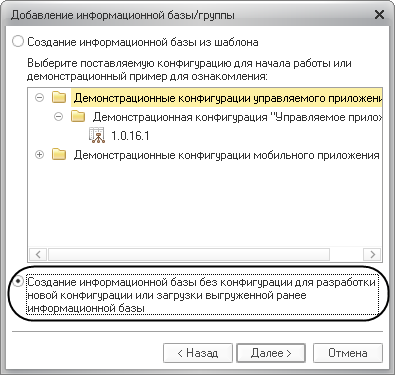 Добавление информационной базы/группы
Создание информационной базы из шаблона
Выберите поставляемую конфигурацию для начала работы или
демонстрационный пример для ознакомления:
Демонстрационные конфигурации управляемого приложени
Демонстрационная конфигурация "Управляемое прилож
1.0.16.1
Демонстрационные конфигурации мобильного приложения
Создание информационной базы без конфигурации для разработки
новой конфигурации или загрузки выгруженной ранее
информационной базы
< Назад
Далее >
Отмена